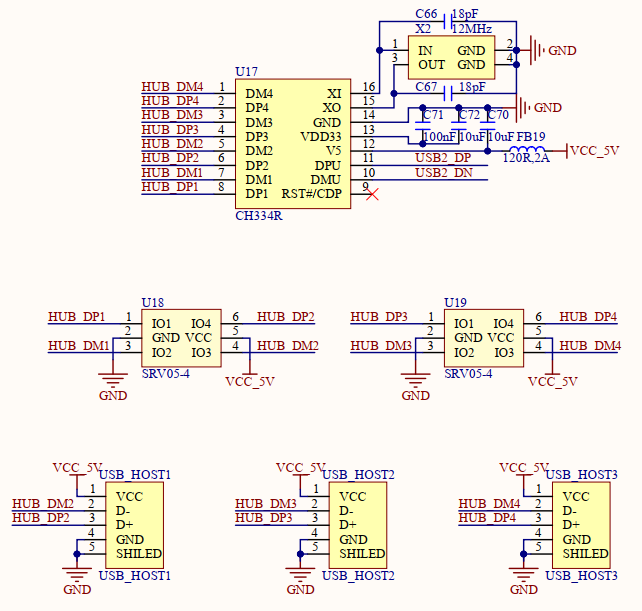 C66 18pF
X2 12MHz
1 IN GND 2
3 OUT GND 4
GND
C67 18pF
U17
HUB_DM4 1 DM4 XI 16
HUB_DP4 2 DP4 XO 15
HUB_DM3 3 DM3 GND 14
HUB_DP3 4 DP3 VDD33 13
HUB_DM2 5 DM2 V5 12
HUB_DP2 6 DP2 DPU 11 USB2_DP
HUB_DM1 7 DM1 DMU 10 USB2_DN
HUB_DP1 8 DP1 RST#/CDP 9
CH334R
GND
C71 C72 C70
100nF 10uF 10uF FB19
120R,2A
VCC_5V
U18
HUB_DP1 1 IO1 IO4 6 HUB_DP2
2 GND VCC 5
HUB_DM1 3 IO2 IO3 4 HUB_DM2
SRV05-4
GND
VCC_5V
U19
HUB_DP3 1 IO1 IO4 6 HUB_DP4
2 GND VCC 5
HUB_DM3 3 IO2 IO3 4 HUB_DM4
SRV05-4
GND
VCC_5V
VCC_5V USB_HOST1
1 VCC
HUB_DM2 2 D-
HUB_DP2 3 D+
4 GND
5 SHILED
GND USB_HOST1
VCC_5V USB_HOST2
1 VCC
HUB_DM3 2 D-
HUB_DP3 3 D+
4 GND
5 SHILED
GND USB_HOST2
VCC_5V USB_HOST3
1 VCC
HUB_DM4 2 D-
HUB_DP4 3 D+
4 GND
5 SHILED
GND USB_HOST3